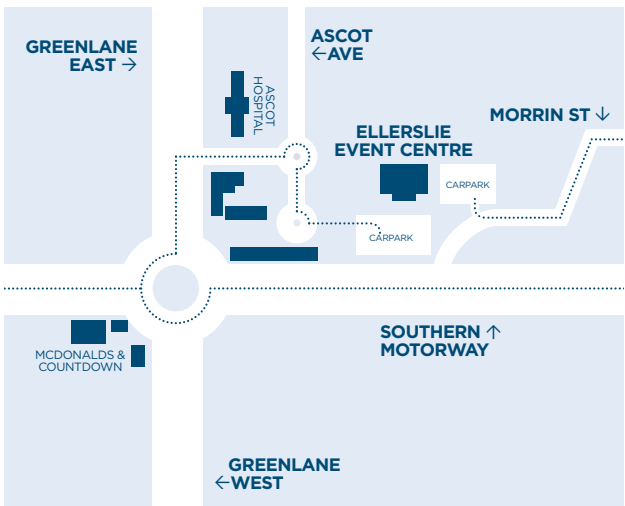 GREENLANE
EAST →
ASCOT
←AVE
ASCOT
HOSPITAL
MORRIN ST ↓
ELLERSLIE
EVENT CENTRE
CARPARK
CARPARK
SOUTHERN ↑
MOTORWAY
MCDONALDS &
COUNTDOWN
GREENLANE
←WEST